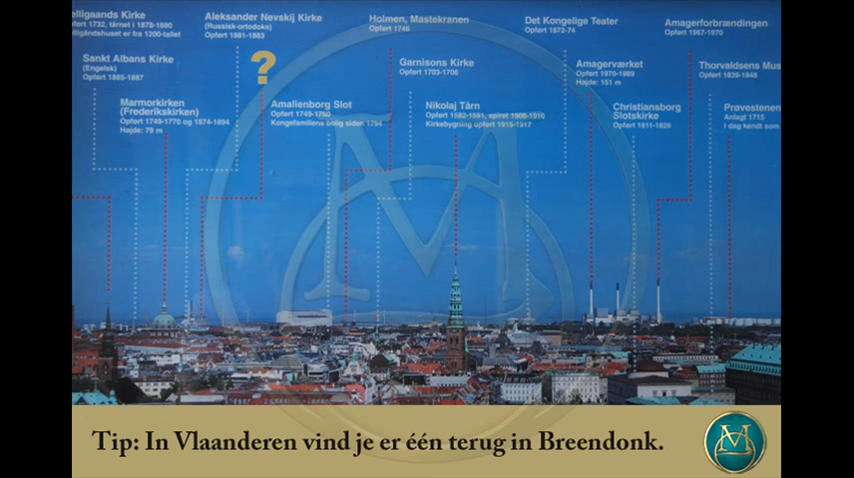 elligaands Kirke
pført 1732, tårnet i 1878-1880
elligåndshuset er fra 1200-tallet
Sankt Albans Kirke
(Engelsk)
Opført 1885-1887
Marmorkirken
(Frederikskirken)
Opført 1749-1770 og 1874-1894
Højde: 79 m
Aleksander Nevskij Kirke
(Russisk-ortodoks)
Opført 1881-1883
?
Amalienborg Slot
Opført 1749-1760
Kongefamiliens bolig siden 1794
Holmen, Mastekranen
Opført 1748
Garnisons Kirke
Opført 1703-1706
Nikolaj Tårn
Opført 1582-1591, spiret 1908-1910
Kirkebygning opført 1915-1917
Det Kongelige Teater
Opført 1872-74
Amagerværket
Opført 1970-1989
Højde: 151 m
Christiansborg
Slotskirke
Opført 1811-1826
Amagerforbrændingen
Opført 1967-1970
Thorvaldsens Mus
Opført 1839-1848
Prøvestenen
Anlagt 1715
I dag kendt som
Tip: In Vlaanderen vind je er één terug in Breendonk.